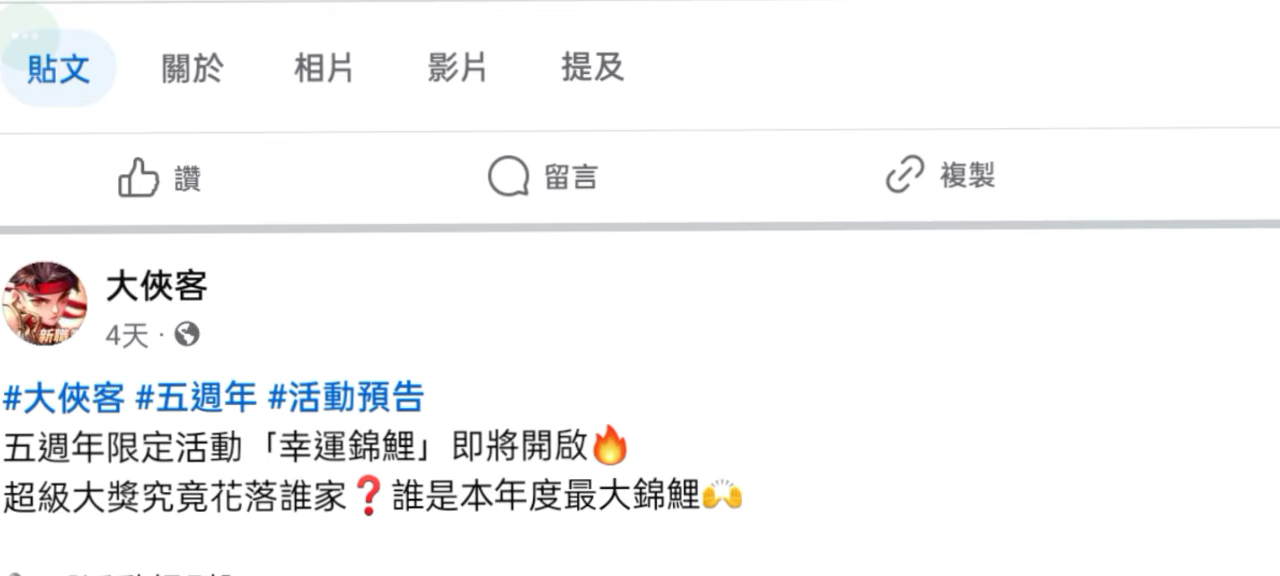 貼文 關於 相片 影片 提及
讚 留言 複製
大俠客
4天 ·
#大俠客 #五週年 #活動預告
五週年限定活動「幸運錦鯉」即將開啟🔥
超級大獎究竟花落誰家❓誰是本年度最大錦鯉🙌